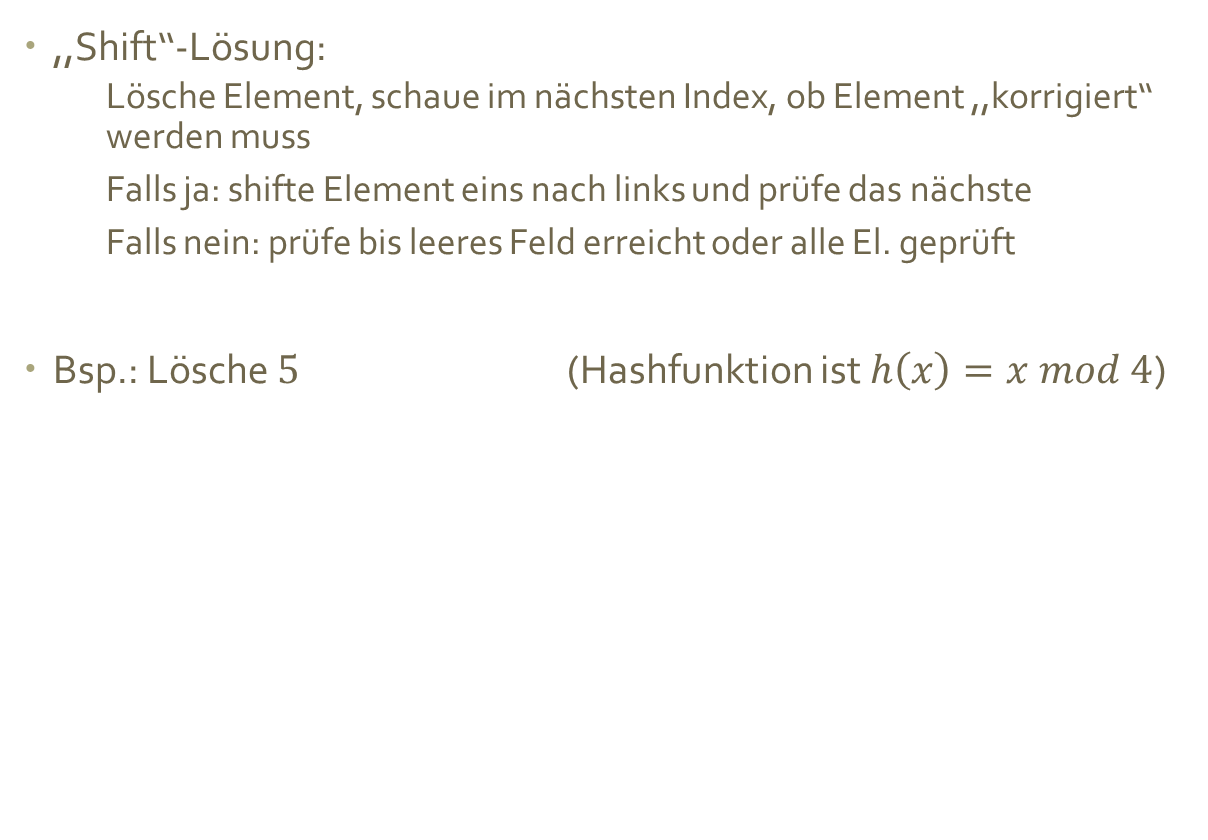 • ,,Shift“-Lösung:
Lösche Element, schaue im nächsten Index, ob Element ,,korrigiert“
werden muss
Falls ja: shifte Element eins nach links und prüfe das nächste
Falls nein: prüfe bis leeres Feld erreicht oder alle El. geprüft
• Bsp.: Lösche 5 (Hashfunktion ist h(x) = x mod 4)